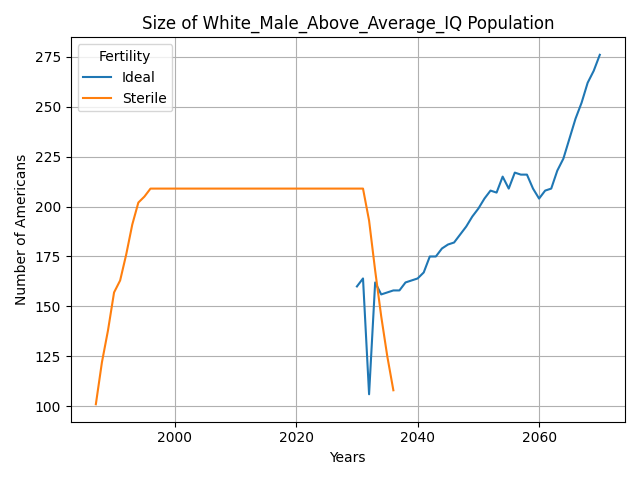 Size of White_Male_Above_Average_IQ Population
Fertility
Ideal
Sterile
Number of Americans
275
250
225
200
175
150
125
100
2000
2020
2040
2060
Years